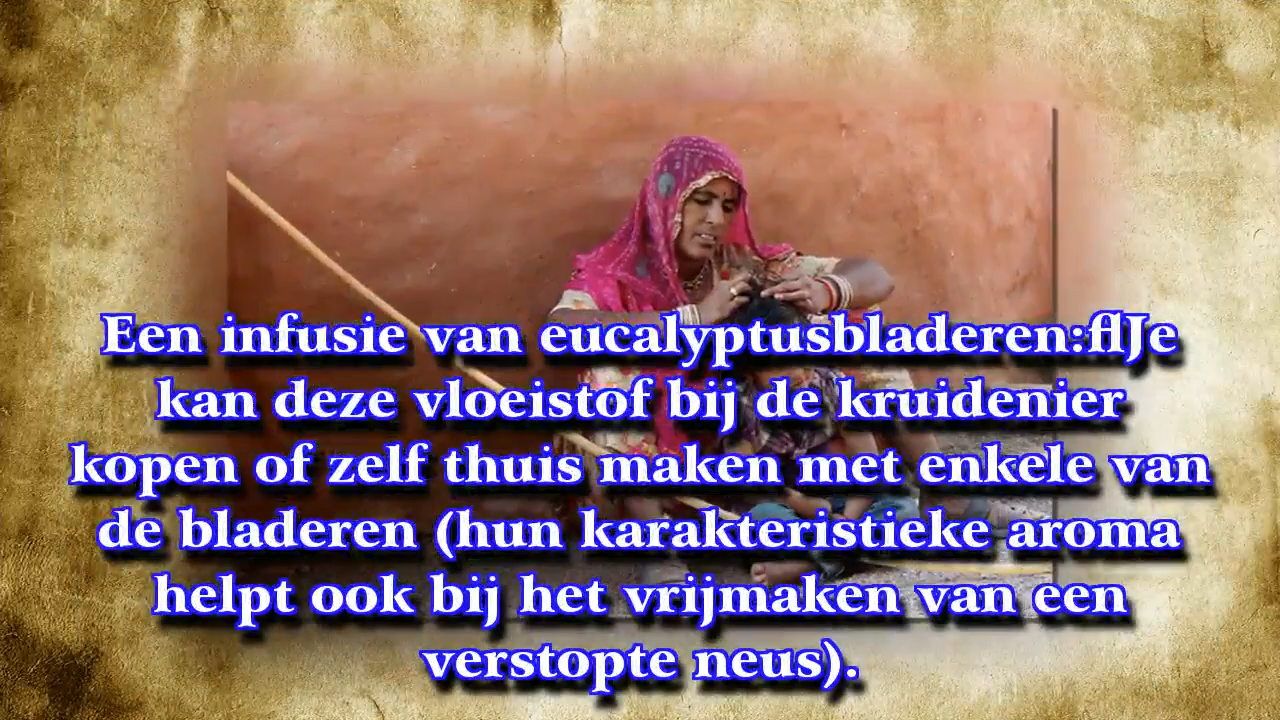 Een infusie van eucalyptusbladeren:flJe
kan deze vloeistof bij de kruidenier
kopen of zelf thuis maken met enkele van
de bladeren (hun karakteristieke aroma
helpt ook bij het vrijmaken van een
verstopte neus).